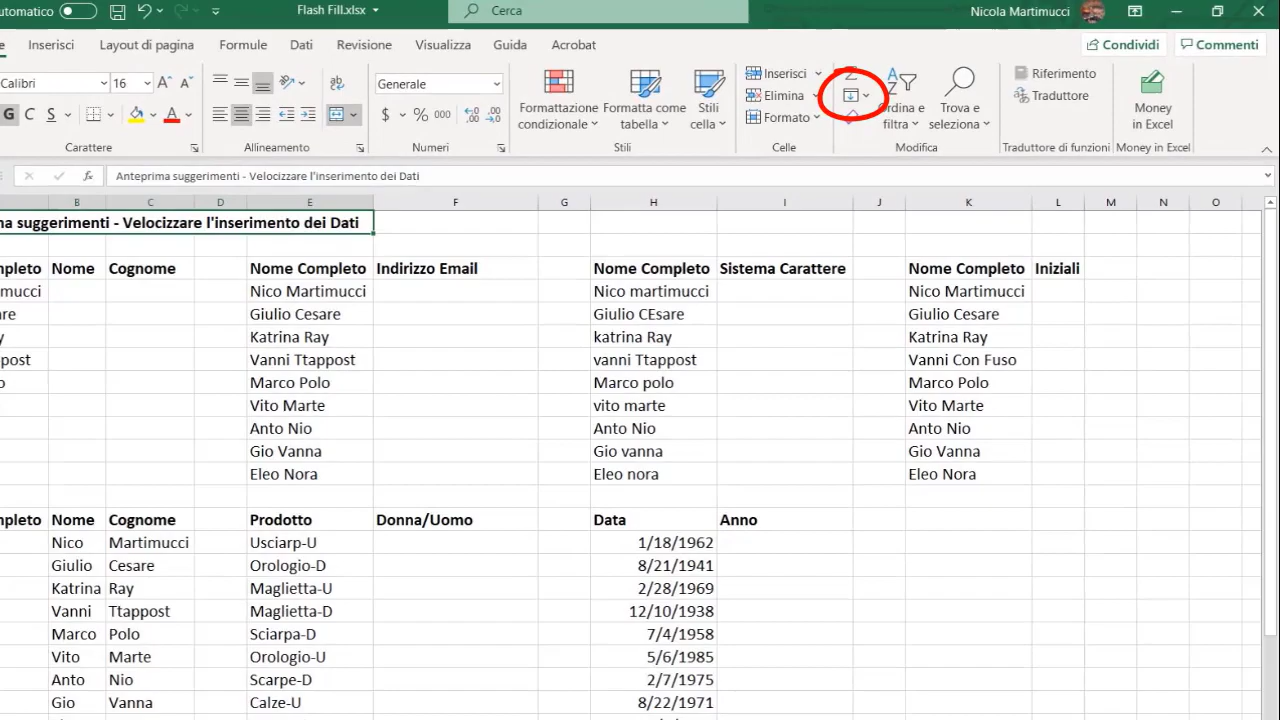 utomatico Flash Fill.xlsx Cerca Nicola Martimucci
e Inserisci Layout di pagina Formule Dati Revisione Visualizza Guida Acrobat Condividi Commenti
Calibri 16 Generale Inserisci Riferimento
Elimina Traduttore
Formato
G C S $ % 000
Formattazione condizionale Formatta come tabella Stili cella Ordina e filtra Trova e seleziona Money in Excel
Carattere Allineamento Numeri Stili Celle Modifica Traduttore di funzioni Money in Excel
fx Anteprima suggerimenti - Velocizzare l'inserimento dei Dati
B C D E F G H I J K L M N O
na suggerimenti - Velocizzare l'inserimento dei Dati
mpleto Nome Cognome Nome Completo Indirizzo Email Nome Completo Sistema Carattere Nome Completo Iniziali
imucci Nico Martimucci Nico martimucci Nico Martimucci
are Giulio Cesare Giulio CEsare Giulio Cesare
y Katrina Ray katrina Ray Katrina Ray
post Vanni Ttappost vanni Ttappost Vanni Con Fuso
o Marco Polo Marco polo Marco Polo
Vito Marte vito marte Vito Marte
Anto Nio Anto Nio Anto Nio
Gio Vanna Gio vanna Gio Vanna
Eleo Nora Eleo nora Eleo Nora
mpleto Nome Cognome Prodotto Donna/Uomo Data Anno
Nico Martimucci Usciarp-U 1/18/1962
Giulio Cesare Orologio-D 8/21/1941
Katrina Ray Maglietta-U 2/28/1969
Vanni Ttappost Maglietta-D 12/10/1938
Marco Polo Sciarpa-D 7/4/1958
Vito Marte Orologio-U 5/6/1985
Anto Nio Scarpe-D 2/7/1975
Gio Vanna Calze-U 8/22/1971